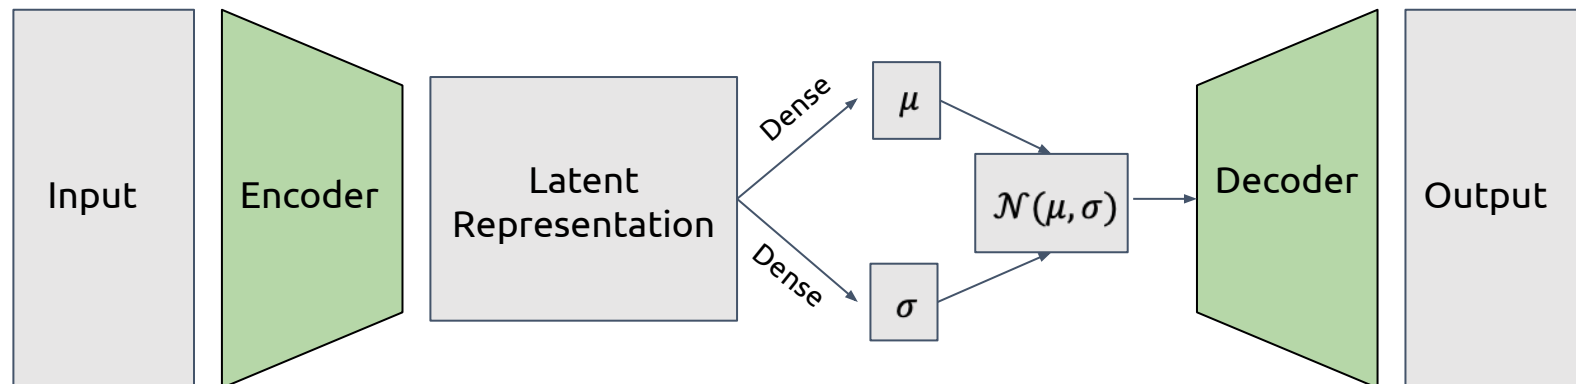 Input
Encoder
Latent
Representation
Dense
Dense
μ
σ
𝒩(μ, σ)
Decoder
Output